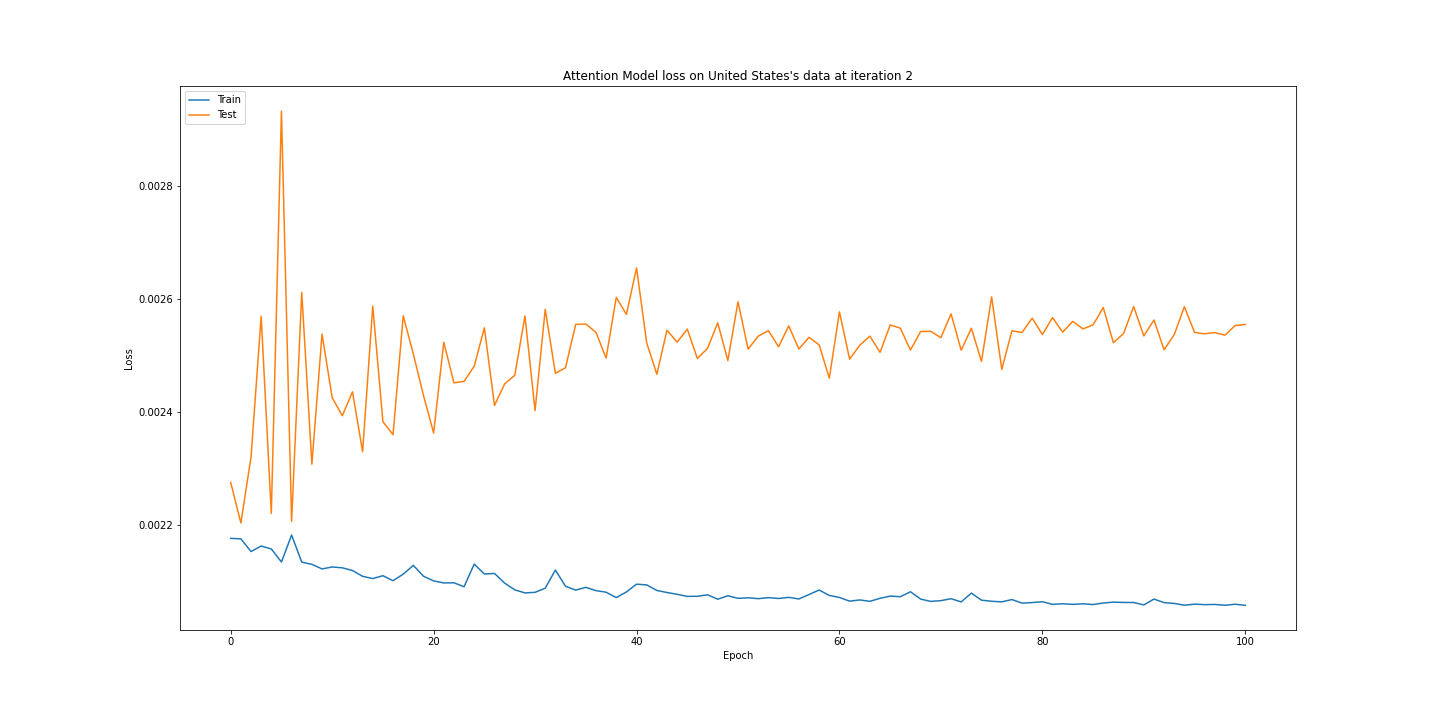 Attention Model loss on United States's data at iteration 2
Train
Test
0.0028
0.0026
0.0024
0.0022
Loss
0
20
40
60
80
100
Epoch